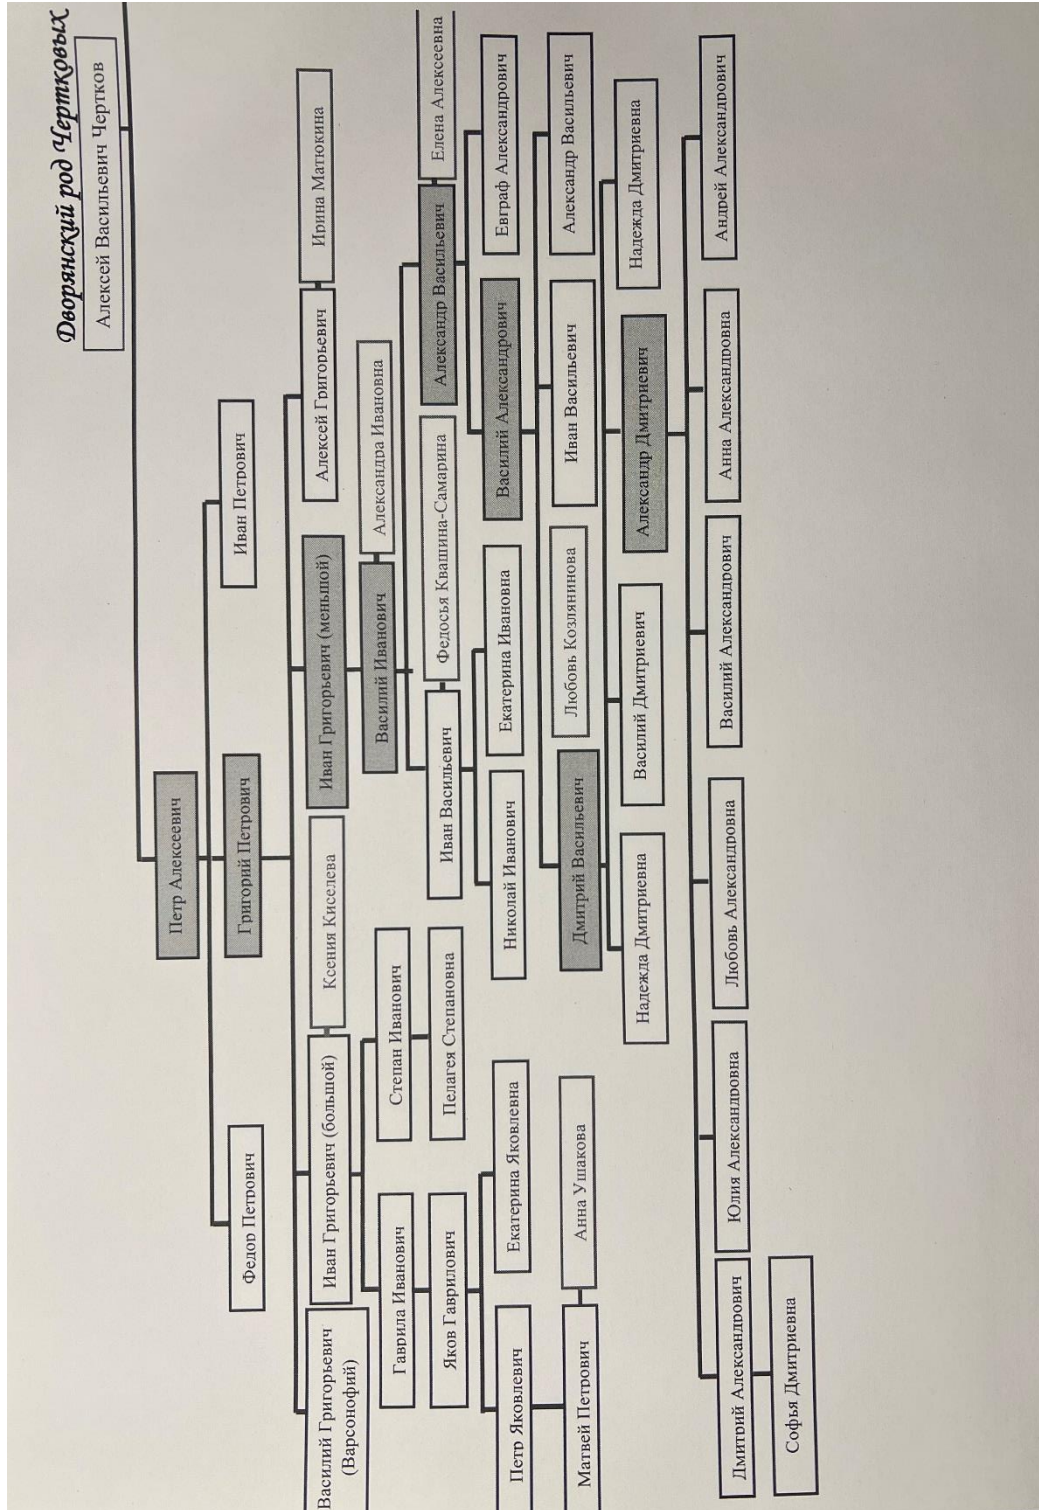 Дворянский род Чертковых
Алексей Васильевич Чертков
Петр Алексеевич
Федор Петрович
Григорий Петрович
Иван Петрович
Василий Григорьевич
(Варсонофий)
Иван Григорьевич (большой)
Ксения Киселева
Иван Григорьевич (меньшой)
Алексей Григорьевич
Ирина Матюкина
Гаврила Иванович
Степан Иванович
Василий Иванович
Александра Ивановна
Яков Гаврилович
Пелагея Степановна
Иван Васильевич
Федосья Квашина-Самарина
Александр Васильевич
Елена Алексеевна
Петр Яковлевич
Екатерина Яковлевна
Николай Иванович
Екатерина Ивановна
Василий Александрович
Евграф Александрович
Матвей Петрович
Анна Ушакова
Дмитрий Васильевич
Любовь Козлянинова
Иван Васильевич
Александр Васильевич
Надежда Дмитриевна
Василий Дмитриевич
Александр Дмитриевич
Надежда Дмитриевна
Дмитрий Александрович
Юлия Александровна
Любовь Александровна
Василий Александрович
Анна Александровна
Андрей Александрович
Софья Дмитриевна